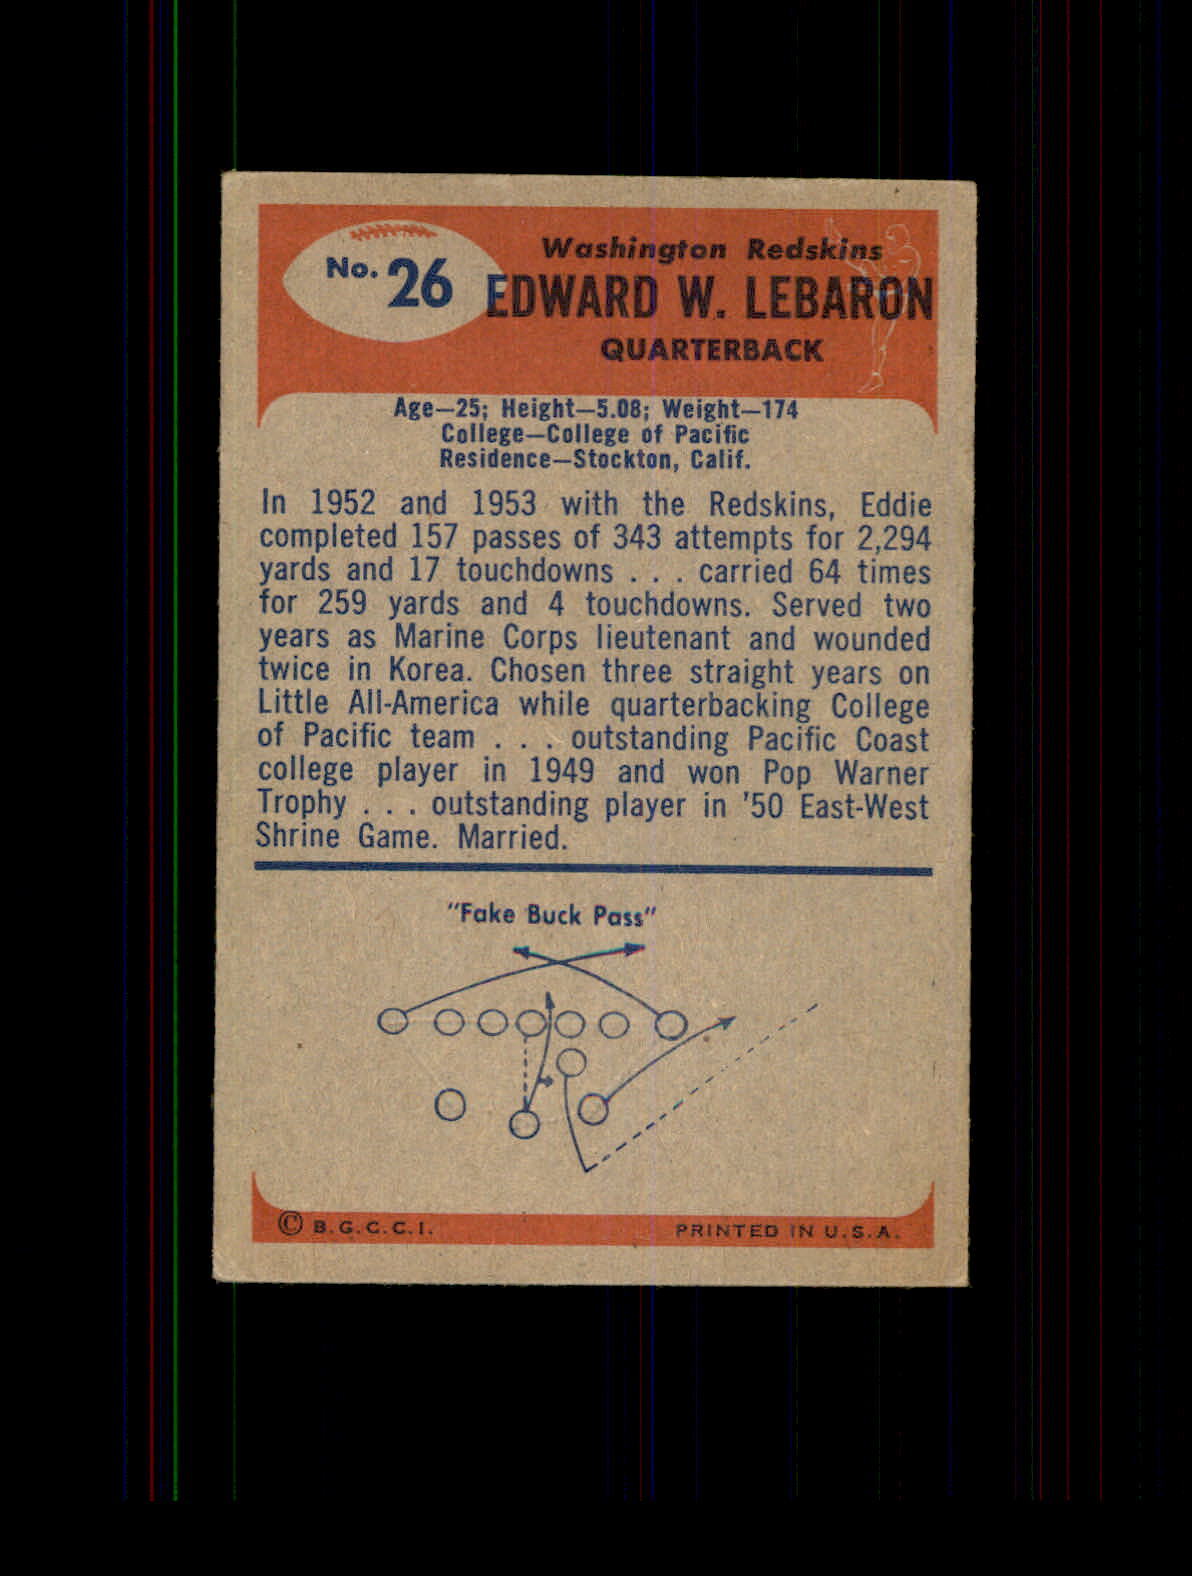 No. 26
Washington Redskins
EDWARD W. LEBARON
QUARTERBACK
Age—25; Height—5.08; Weight—174
College—College of Pacific
Residence—Stockton, Calif.
In 1952 and 1953 with the Redskins, Eddie
completed 157 passes of 343 attempts for 2,294
yards and 17 touchdowns . . . carried 64 times
for 259 yards and 4 touchdowns. Served two
years as Marine Corps lieutenant and wounded
twice in Korea. Chosen three straight years on
Little All-America while quarterbacking College
of Pacific team . . . outstanding Pacific Coast
college player in 1949 and won Pop Warner
Trophy . . . outstanding player in '50 East-West
Shrine Game. Married.
"Fake Buck Pass"
© B.G.C.C.I.
PRINTED IN U.S.A.